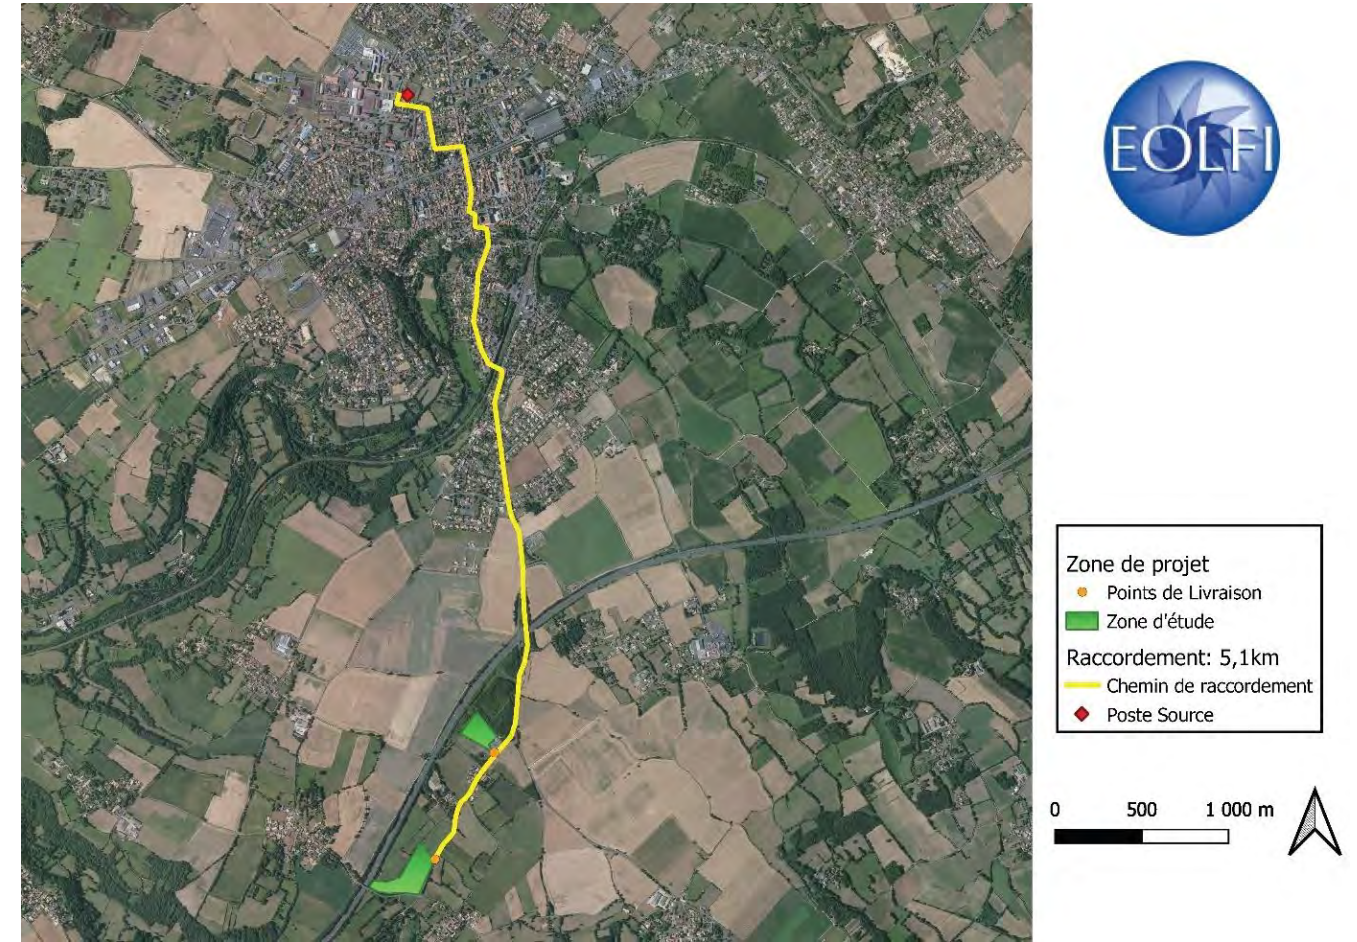 EOLFI
Zone de projet
Points de Livraison
Zone d'étude
Raccordement: 5,1km
Chemin de raccordement
Poste Source
0 500 1 000 m